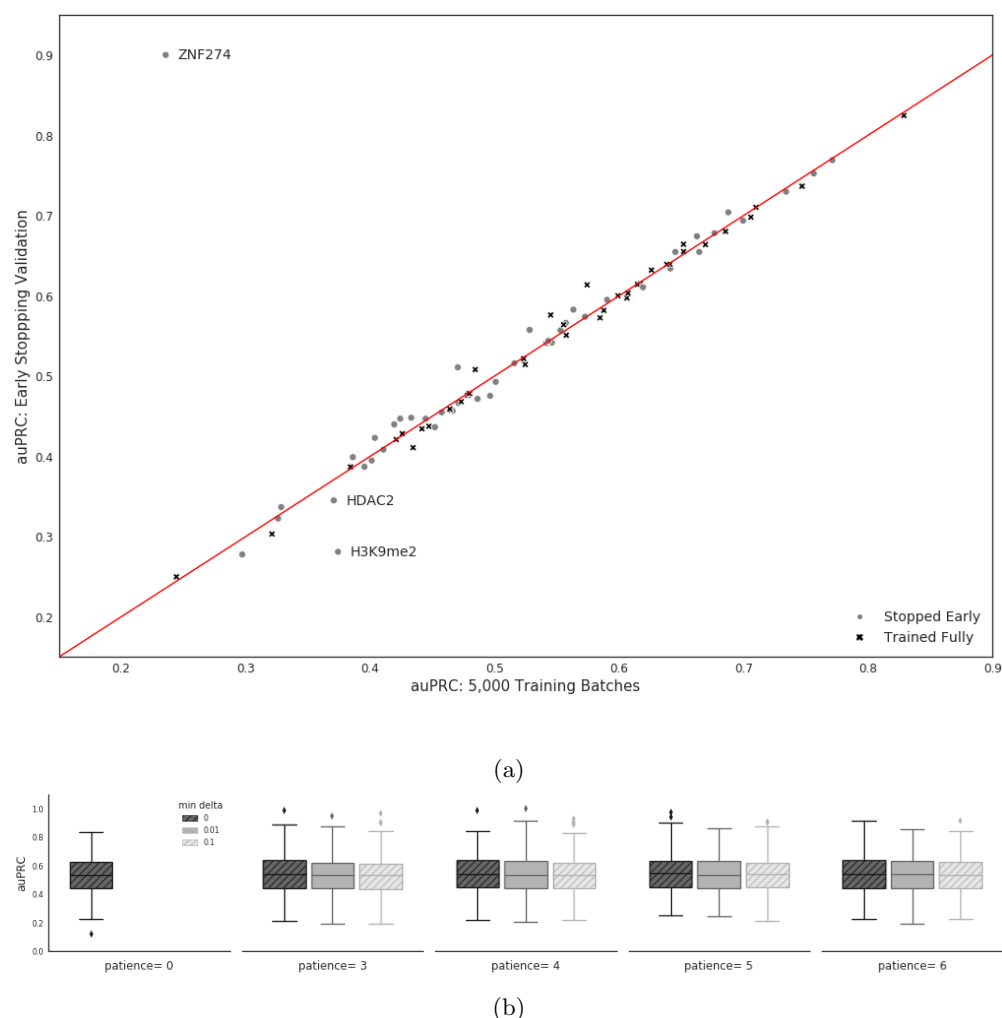 0.9
ZNF274
0.8
0.7
0.6
0.5
0.4
0.3
0.2
auPRC: Early Stoppping Validation
HDAC2
H3K9me2
Stopped Early
Trained Fully
0.2 0.3 0.4 0.5 0.6 0.7 0.8 0.9
auPRC: 5,000 Training Batches
(a)
1.0
0.8
0.6
0.4
0.2
0.0
auPRC
min delta
0
0.01
0.1
patience= 0 patience= 3 patience= 4 patience= 5 patience= 6
(b)